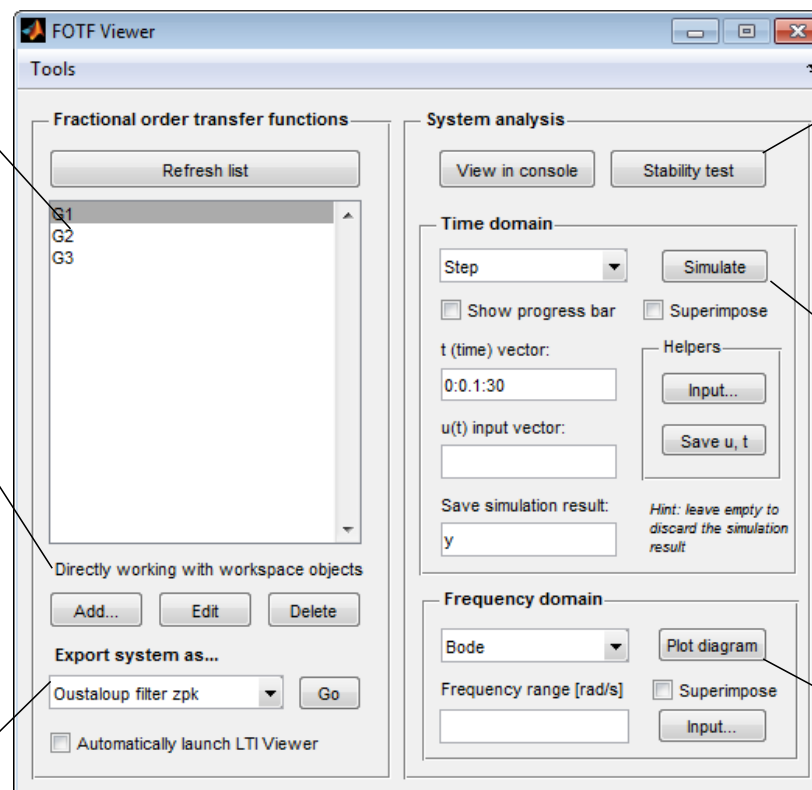 FOTF Viewer
Tools
Fractional order transfer functions
Refresh list
G1
G2
G3
Directly working with workspace objects
Add...
Edit
Delete
Export system as...
Oustaloup filter zpk
Go
Automatically launch LTI Viewer
System analysis
View in console
Stability test
Time domain
Step
Simulate
Show progress bar
Superimpose
t (time) vector:
0:0.1:30
Helpers
Input...
Save u, t
u(t) input vector:
Save simulation result:
y
Hint: leave empty to
discard the simulation
result
Frequency domain
Bode
Plot diagram
Frequency range [rad/s]
Superimpose
Input...